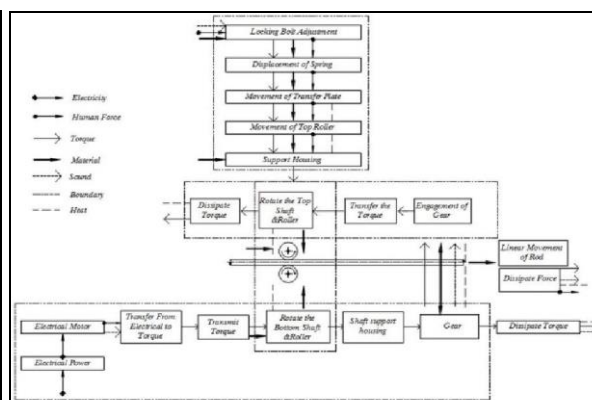 Locking Bolt Adjustment
Displacement of Spring
Movement of Transfer Plate
Movement of Top Roller
Support Housing
Electricity
Human Force
Torque
Material
Sound
Boundary
Heat
Dissipate
Torque
Rotate the Top
Shaft
&Roller
Transfer the
Torque
Engagement of
Gear
Linear Movement
of Rod
Dissipate Force
Electrical Motor
Transfer From
Electrical to
Torque
Transmit
Torque
Rotate the
Bottom Shaft
&Roller
Shaft support
housing
Gear
Dissipate Torque
Electrical Power